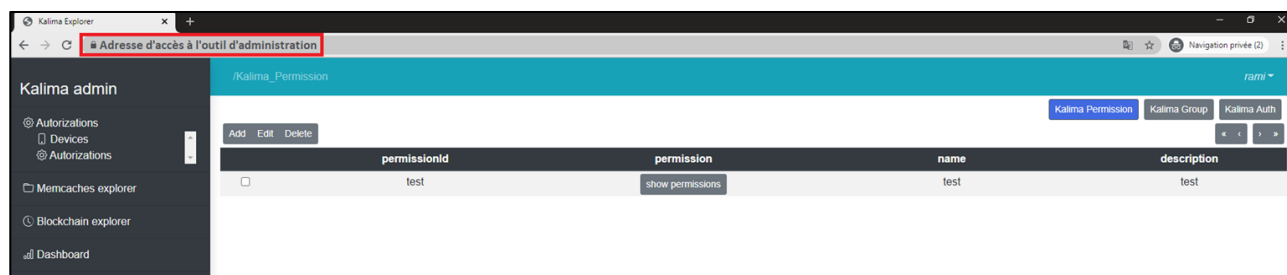 Kalima Explorer
Adresse d'accès à l'outil d'administration
Navigation privée (2)
Kalima admin
/Kalima_Permission
rami
Autorizations
Devices
Autorizations
Memcaches explorer
Blockchain explorer
Dashboard
Kalima Permission Kalima Group Kalima Auth
Add Edit Delete
« ‹ › »
permissionId permission name description
test show permissions test test